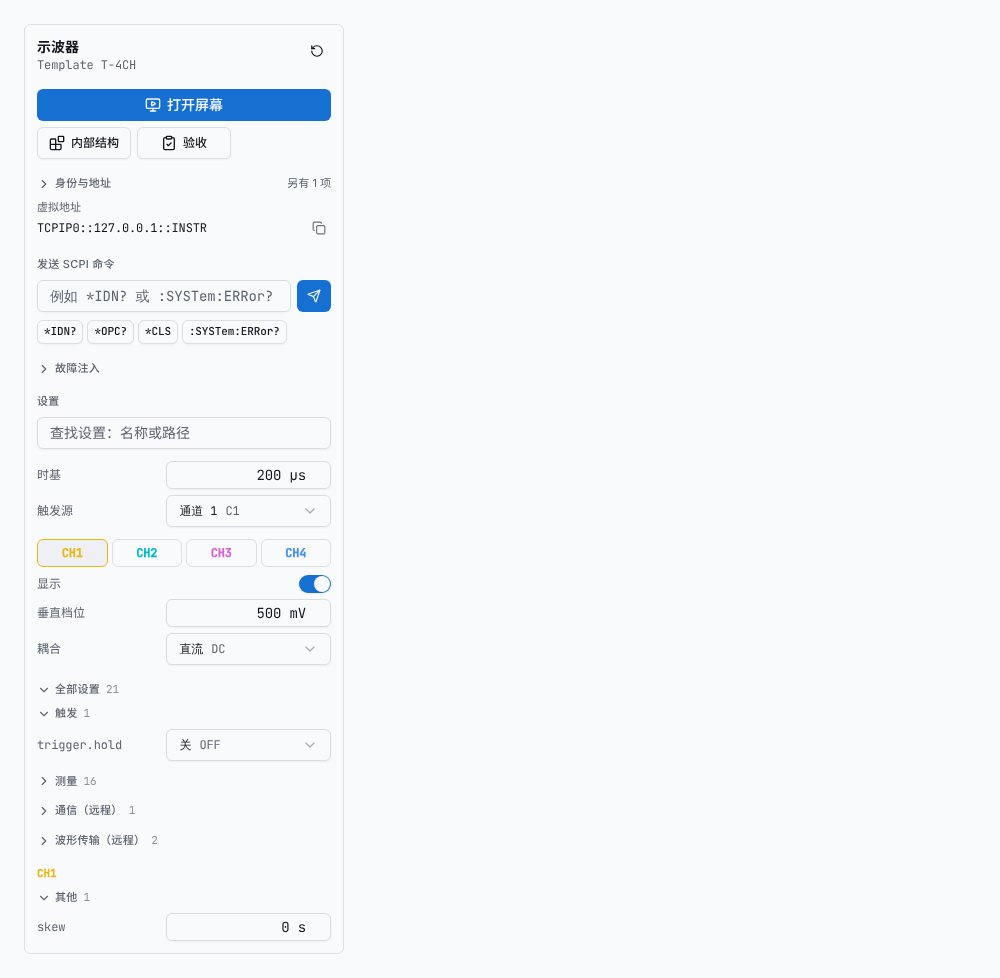 示波器
Template T-4CH
打开屏幕
内部结构 验收
身份与地址 另有 1 项
虚拟地址
TCPIP0::127.0.0.1::INSTR
发送 SCPI 命令
例如 *IDN? 或 :SYSTem:ERRor?
*IDN? *OPC? *CLS :SYSTem:ERRor?
故障注入
设置
查找设置：名称或路径
时基 200 µs
触发源 通道 1 C1
CH1 CH2 CH3 CH4
显示
垂直档位 500 mV
耦合 直流 DC
全部设置 21
触发 1
trigger.hold 关 OFF
测量 16
通信（远程） 1
波形传输（远程） 2
CH1
其他 1
skew 0 s